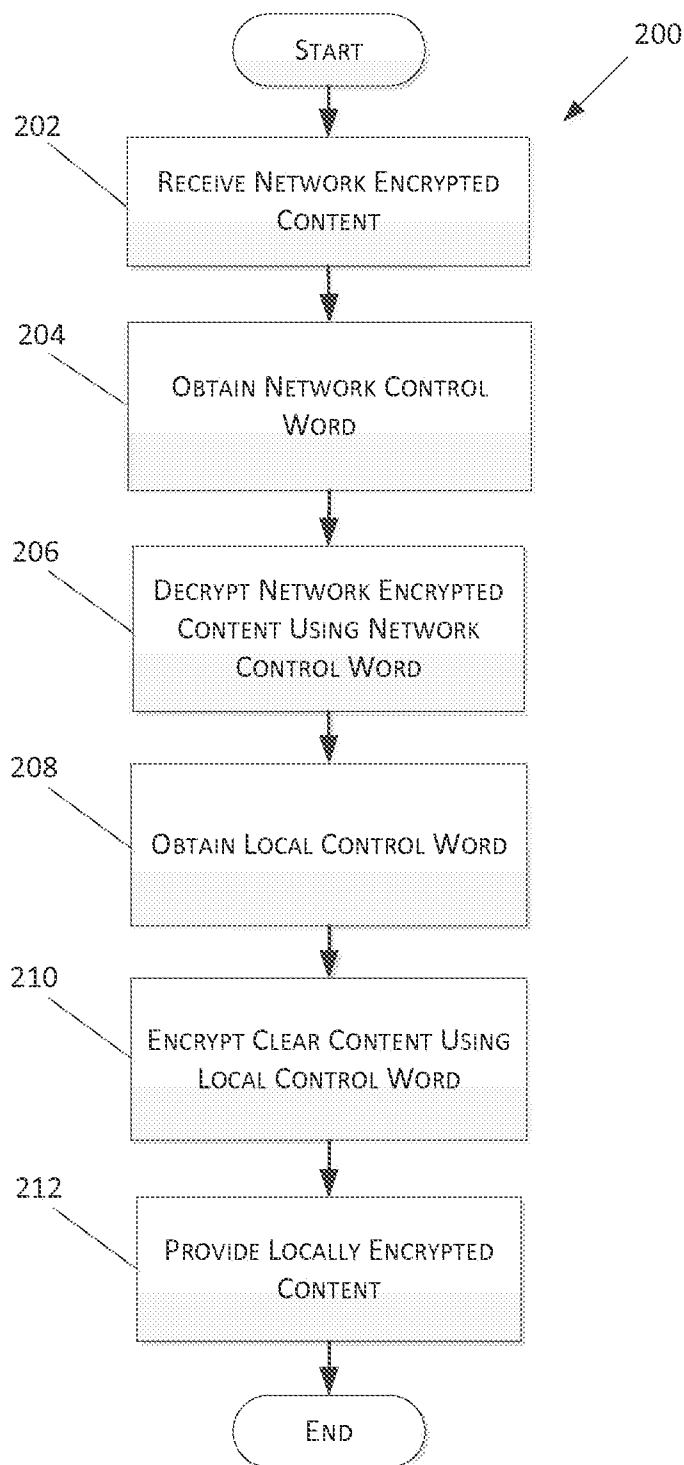 START
200
202
RECEIVE NETWORK ENCRYPTED
CONTENT
204
OBTAIN NETWORK CONTROL
WORD
206
DECRYPT NETWORK ENCRYPTED
CONTENT USING NETWORK
CONTROL WORD
208
OBTAIN LOCAL CONTROL WORD
210
ENCRYPT CLEAR CONTENT USING
LOCAL CONTROL WORD
212
PROVIDE LOCALLY ENCRYPTED
CONTENT
END